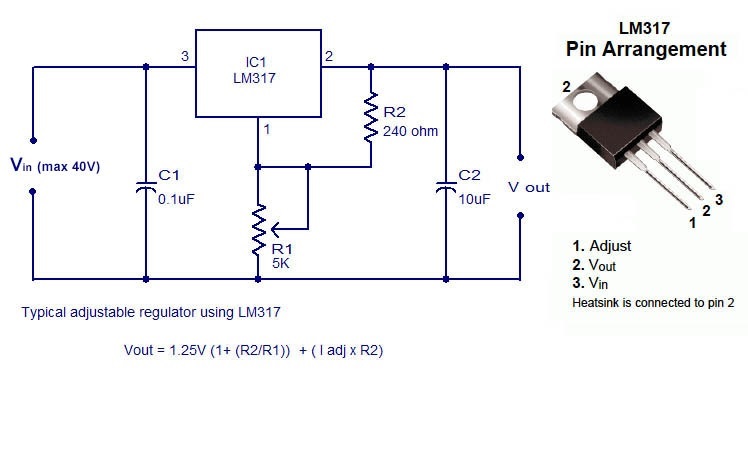 LM317
Pin Arrangement
3
IC1
LM317
2
1
R2
240 ohm
2
Vin (max 40V)
C1
0.1uF
C2
10uF
V out
R1
5K
1
2
3
1. Adjust
2. Vout
3. Vin
Heatsink is connected to pin 2
Typical adjustable regulator using LM317
Vout = 1.25V (1+ (R2/R1)) + ( I adj x R2)